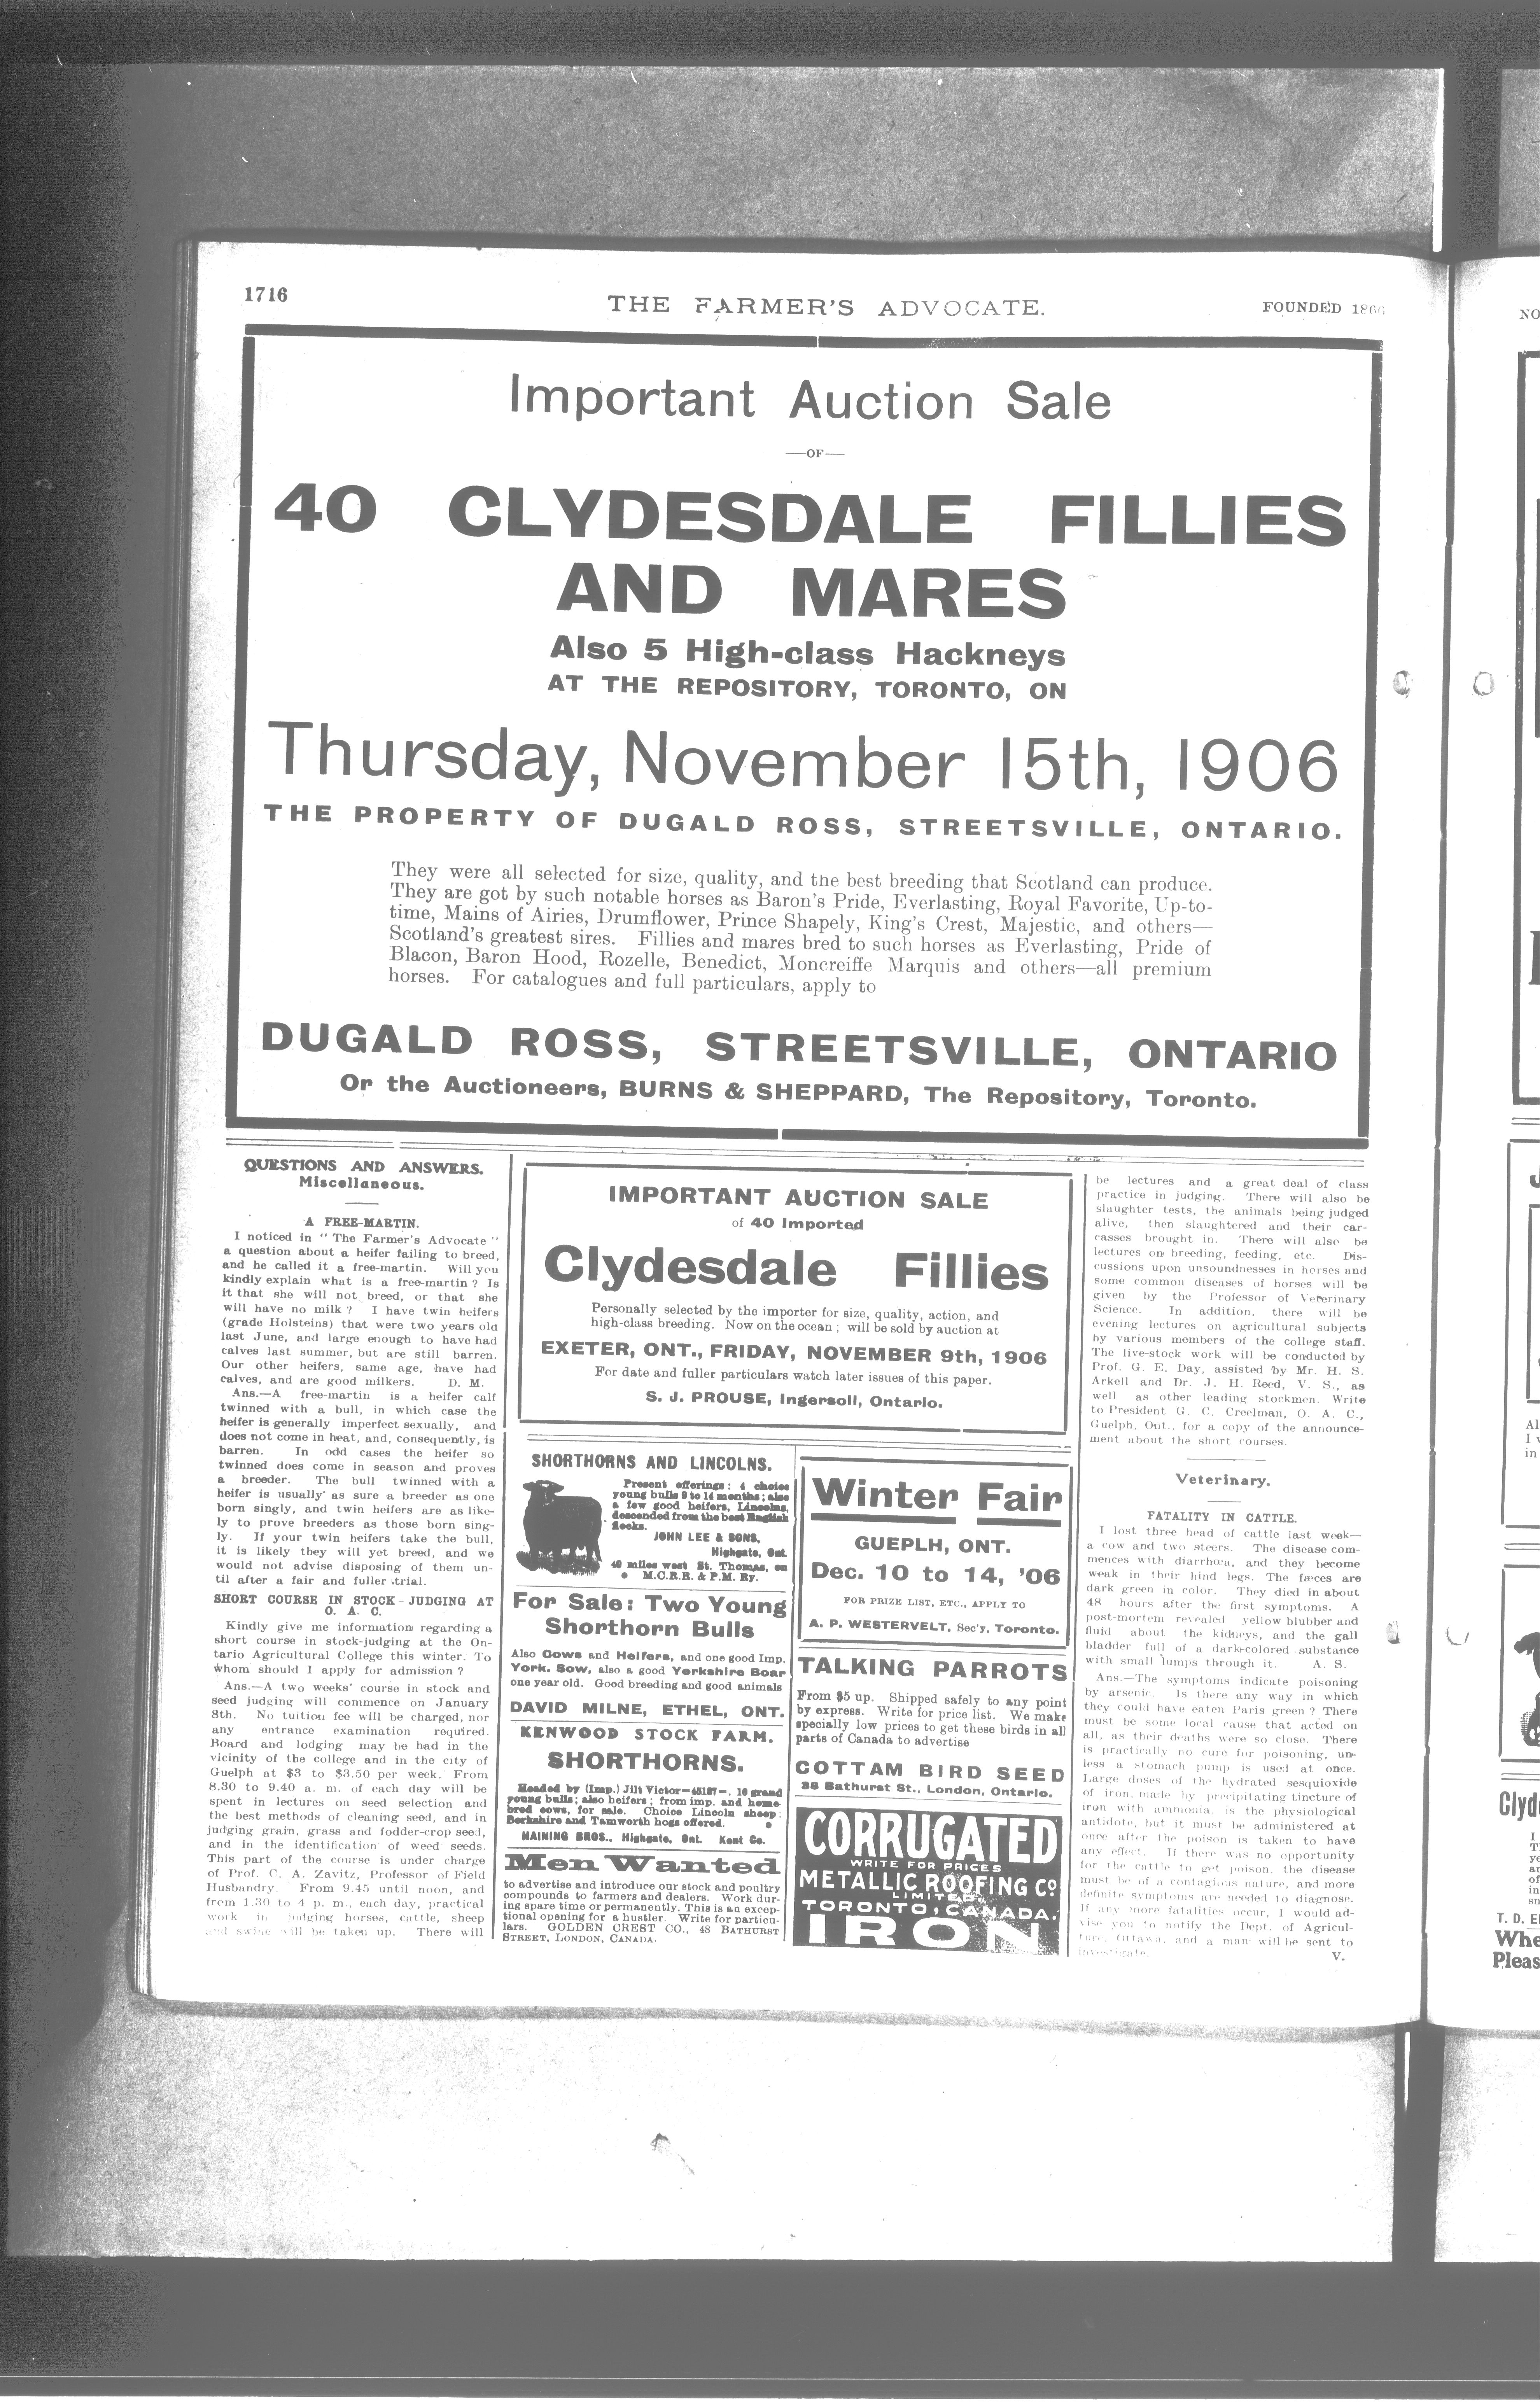 1716
THE FARMER'S ADVOCATE.
FOUNDED 1866
Important Auction Sale
—OF—
40 CLYDESDALE FILLIES
AND MARES
Also 5 High-class Hackneys
AT THE REPOSITORY, TORONTO, ON
Thursday, November 15th, 1906
THE PROPERTY OF DUGALD ROSS, STREETSVILLE, ONTARIO.
They were all selected for size, quality, and the best breeding that Scotland can produce.
They are got by such notable horses as Baron's Pride, Everlasting, Royal Favorite, Up-to-
time, Mains of Airies, Drumflower, Prince Shapely, King's Crest, Majestic, and others—
Scotland's greatest sires. Fillies and mares bred to such horses as Everlasting, Pride of
Blacon, Baron Hood, Rozelle, Benedict, Moncreiffe Marquis and others—all premium
horses. For catalogues and full particulars, apply to
DUGALD ROSS, STREETSVILLE, ONTARIO
Or the Auctioneers, BURNS & SHEPPARD, The Repository, Toronto.
QUESTIONS AND ANSWERS.
Miscellaneous.
A FREE-MARTIN.
I noticed in "The Farmer's Advocate"
a question about a heifer failing to breed,
and he called it a free-martin. Will you
kindly explain what is a free-martin? Is
it that she will not breed, or that she
will have no milk? I have twin heifers
(grade Holsteins) that were two years old
last June, and large enough to have had
calves last summer, but are still barren.
Our other heifers, same age, have had
calves, and are good milkers. D. M.
Ans.—A free-martin is a heifer calf
twinned with a bull, in which case the
heifer is generally imperfect sexually, and
does not come in heat, and, consequently, is
barren. In odd cases the heifer so
twinned does come in season and proves
a breeder. The bull twinned with a
heifer is usually as sure a breeder as one
born singly, and twin heifers are as like-
ly to prove breeders as those born sing-
ly. If your twin heifers take the bull,
it is likely they will yet breed, and we
would not advise disposing of them un-
til after a fair and fuller trial.
SHORT COURSE IN STOCK-JUDGING AT
O. A. C.
Kindly give me information regarding a
short course in stock-judging at the On-
tario Agricultural College this winter. To
whom should I apply for admission?
Ans.—A two weeks' course in stock and
seed judging will commence on January
8th. No tuition fee will be charged, nor
any entrance examination required.
Board and lodging may be had in the
vicinity of the college and in the city of
Guelph at $3 to $3.50 per week. From
8.30 to 9.40 a. m. of each day will be
spent in lectures on seed selection and
the best methods of cleaning seed, and in
judging grain, grass and fodder-crop seed,
and in the identification of weed seeds.
This part of the course is under charge
of Prof. C. A. Zavitz, Professor of Field
Husbandry. From 9.45 until noon, and
from 1.30 to 4 p. m., each day, practical
work in judging horses, cattle, sheep
and swine will be taken up. There will
IMPORTANT AUCTION SALE
of 40 Imported
Clydesdale Fillies
Personally selected by the importer for size, quality, action, and
high-class breeding. Now on the ocean; will be sold by auction at
EXETER, ONT., FRIDAY, NOVEMBER 9th, 1906
For date and fuller particulars watch later issues of this paper.
S. J. PROUSE, Ingersoll, Ontario.
SHORTHORNS AND LINCOLNS.
Present offerings: 4 choice
young bulls 9 to 14 months; also
a few good heifers, Lincolns,
descended from the best English
flocks.
JOHN LEE & SONS,
Highgate, Ont.
40 miles west St. Thomas, on
M.C.R.R. & P.M. Ry.
For Sale: Two Young
Shorthorn Bulls
Also Cows and Heifers, and one good Imp.
York. Sow, also a good Yorkshire Boar
one year old. Good breeding and good animals
DAVID MILNE, ETHEL, ONT.
KENWOOD STOCK FARM.
SHORTHORNS.
Headed by (Imp.) Jilt Victor=45187=. 10 grand
young bulls; also heifers; from imp. and home-
bred cows, for sale. Choice Lincoln sheep;
Berkshire and Tamworth hogs offered.
HAINING BROS., Highgate, Ont. Kent Co.
Men Wanted
to advertise and introduce our stock and poultry
compounds to farmers and dealers. Work dur-
ing spare time or permanently. This is an excep-
tional opening for a hustler. Write for particu-
lars. GOLDEN CREST CO., 48 BATHURST
STREET, LONDON, CANADA.
Winter Fair
GUEPLH, ONT.
Dec. 10 to 14, '06
FOR PRIZE LIST, ETC., APPLY TO
A. P. WESTERVELT, Sec'y, Toronto.
TALKING PARROTS
From $5 up. Shipped safely to any point
by express. Write for price list. We make
specially low prices to get these birds in all
parts of Canada to advertise
COTTAM BIRD SEED
38 Bathurst St., London, Ontario.
CORRUGATED
WRITE FOR PRICES
METALLIC ROOFING CO.
LIMITED
TORONTO, CANADA.
IRON
be lectures and a great deal of class
practice in judging. There will also be
slaughter tests, the animals being judged
alive, then slaughtered and their car-
casses brought in. There will also be
lectures on breeding, feeding, etc. Dis-
cussions upon unsoundnesses in horses and
some common diseases of horses will be
given by the Professor of Veterinary
Science. In addition, there will be
evening lectures on agricultural subjects
by various members of the college staff.
The live-stock work will be conducted by
Prof. G. E. Day, assisted by Mr. H. S.
Arkell and Dr. J. H. Reed, V. S., as
well as other leading stockmen. Write
to President G. C. Creelman, O. A. C.,
Guelph, Ont., for a copy of the announce-
ment about the short courses.
Veterinary.
FATALITY IN CATTLE.
I lost three head of cattle last week—
a cow and two steers. The disease com-
mences with diarrhœa, and they become
weak in their hind legs. The fæces are
dark green in color. They died in about
48 hours after the first symptoms. A
post-mortem revealed yellow blubber and
fluid about the kidneys, and the gall
bladder full of a dark-colored substance
with small lumps through it. A. S.
Ans.—The symptoms indicate poisoning
by arsenic. Is there any way in which
they could have eaten Paris green? There
must be some local cause that acted on
all, as their deaths were so close. There
is practically no cure for poisoning, un-
less a stomach pump is used at once.
Large doses of the hydrated sesquioxide
of iron, made by precipitating tincture of
iron with ammonia, is the physiological
antidote, but it must be administered at
once after the poison is taken to have
any effect. If there was no opportunity
for the cattle to get poison, the disease
must be of a contagious nature, and more
definite symptoms are needed to diagnose.
If any more fatalities occur, I would ad-
vise you to notify the Dept. of Agricul-
ture, Ottawa, and a man will be sent to
investigate. V.
NO
Al
I
in
Clyd
T. D. E
Whe
Pleas